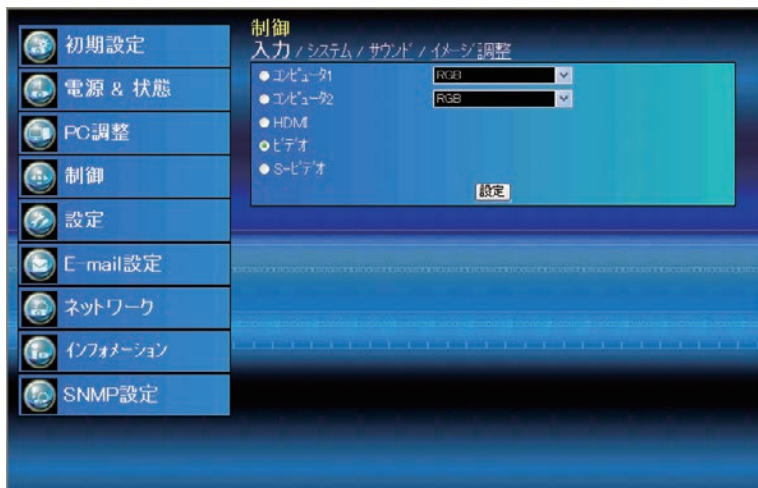 初期設定
電源 & 状態
PC調整
制御
設定
E-mail設定
ネットワーク
インフォメーション
SNMP設定
制御
入力 / システム / サウンド / イメージ調整
コンピュータ1 RGB
コンピュータ2 RGB
HDMI
ビデオ
S-ビデオ
設定